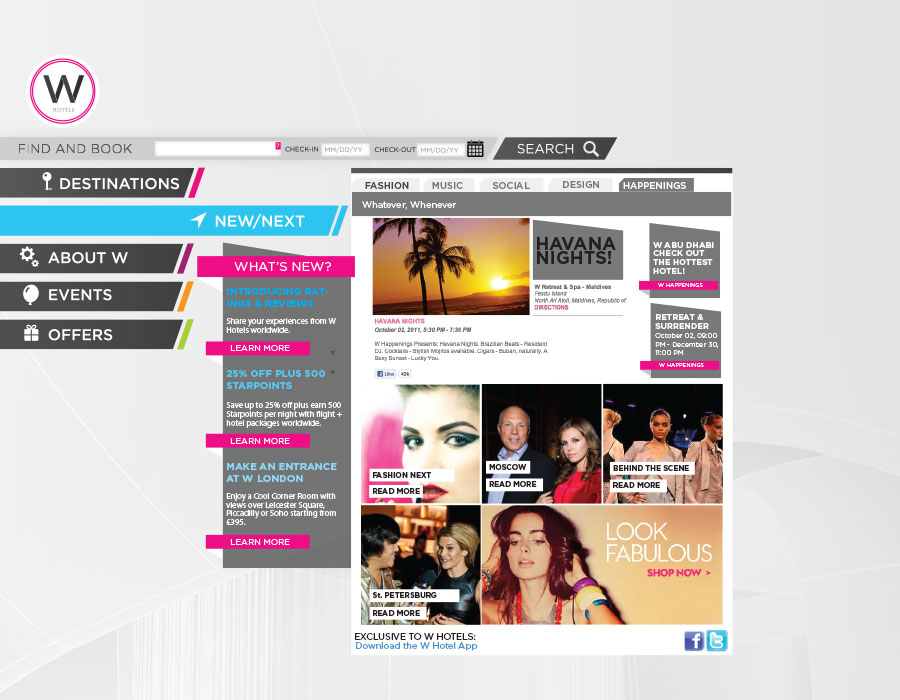 W
HOTELS
FIND AND BOOK
?
CHECK-IN
MM/DD/YY
CHECK-OUT
MM/DD/YY
SEARCH
DESTINATIONS
NEW/NEXT
ABOUT W
EVENTS
OFFERS
WHAT'S NEW?
INTRODUCING RAT-
INGS & REVIEWS
Share your experiences from W
Hotels worldwide.
LEARN MORE
25% OFF PLUS 500
STARPOINTS
Save up to 25% off plus earn 500
Starpoints per night with flight +
hotel packages worldwide.
LEARN MORE
MAKE AN ENTRANCE
AT W LONDON
Enjoy a Cool Corner Room with
views over Leicester Square,
Piccadilly or Soho starting from
£395.
LEARN MORE
FASHION
MUSIC
SOCIAL
DESIGN
HAPPENINGS
Whatever, Whenever
HAVANA
NIGHTS!
W Retreat & Spa - Maldives
Fesdu Island
North Ari Atoll, Maldives, Republic of
DIRECTIONS
HAVANA NIGHTS
October 02, 2011, 5:30 PM - 7:36 PM
W Happenings Presents: Havana Nights. Brazilian Beats - Resident
DJ. Cocktails - Stylish Mojitos available. Cigars - Buban, naturally. A
Sexy Sunset - Lucky You.
Like
42k
W ABU DHABI
CHECK OUT
THE HOTTEST
HOTEL!
W HAPPENINGS
RETREAT &
SURRENDER
October 02, 09:00
PM - December 30,
11:00 PM
W HAPPENINGS
FASHION NEXT
READ MORE
MOSCOW
READ MORE
BEHIND THE SCENE
READ MORE
St. PETERSBURG
READ MORE
LOOK
FABULOUS
SHOP NOW ➤
EXCLUSIVE TO W HOTELS:
Download the W Hotel App
f
t